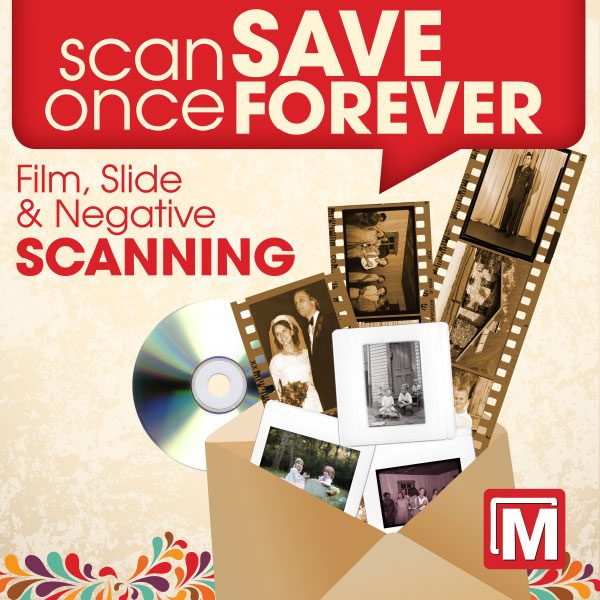 scan SAVE
once FOREVER
Film, Slide
& Negative
SCANNING
M